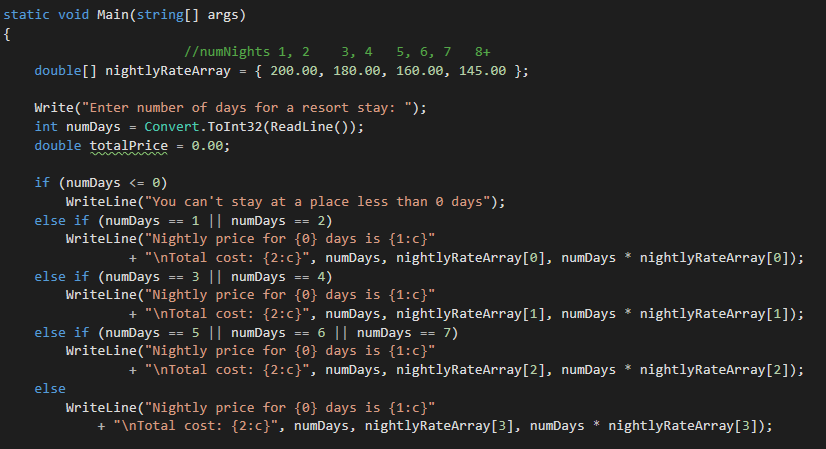 static void Main(string[] args)
{
//numNights 1, 2    3, 4   5, 6, 7   8+
double[] nightlyRateArray = { 200.00, 180.00, 160.00, 145.00 };
Write("Enter number of days for a resort stay: ");
int numDays = Convert.ToInt32(ReadLine());
double totalPrice = 0.00;
if (numDays <= 0)
WriteLine("You can't stay at a place less than 0 days");
else if (numDays == 1 || numDays == 2)
WriteLine("Nightly price for {0} days is {1:c}"
+ "\nTotal cost: {2:c}", numDays, nightlyRateArray[0], numDays * nightlyRateArray[0]);
else if (numDays == 3 || numDays == 4)
WriteLine("Nightly price for {0} days is {1:c}"
+ "\nTotal cost: {2:c}", numDays, nightlyRateArray[1], numDays * nightlyRateArray[1]);
else if (numDays == 5 || numDays == 6 || numDays == 7)
WriteLine("Nightly price for {0} days is {1:c}"
+ "\nTotal cost: {2:c}", numDays, nightlyRateArray[2], numDays * nightlyRateArray[2]);
else
WriteLine("Nightly price for {0} days is {1:c}"
+ "\nTotal cost: {2:c}", numDays, nightlyRateArray[3], numDays * nightlyRateArray[3]);